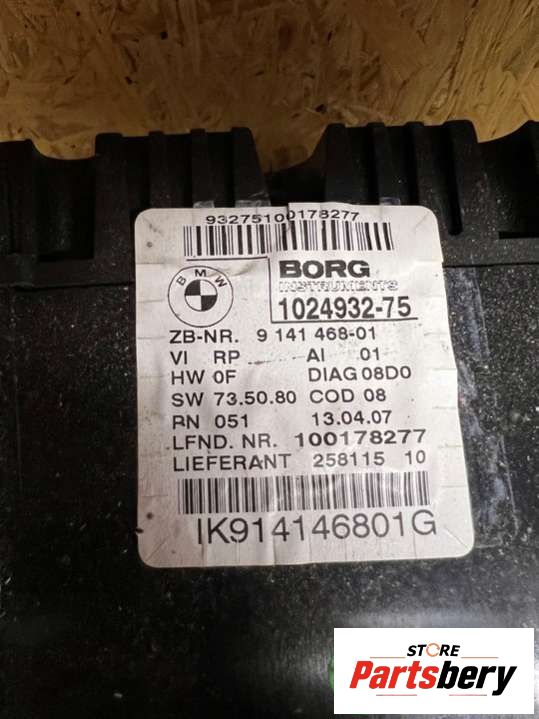 93275100178277
BMW
BORG
INSTRUMENTS
1024932-75
ZB-NR. 9 141 468-01
VI RP AI 01
HW 0F DIAG 08D0
SW 73.50.80 COD 08
PN 051 13.04.07
LFND. NR. 100178277
LIEFERANT 258115 10
IK914146801G
STORE
Partsbery